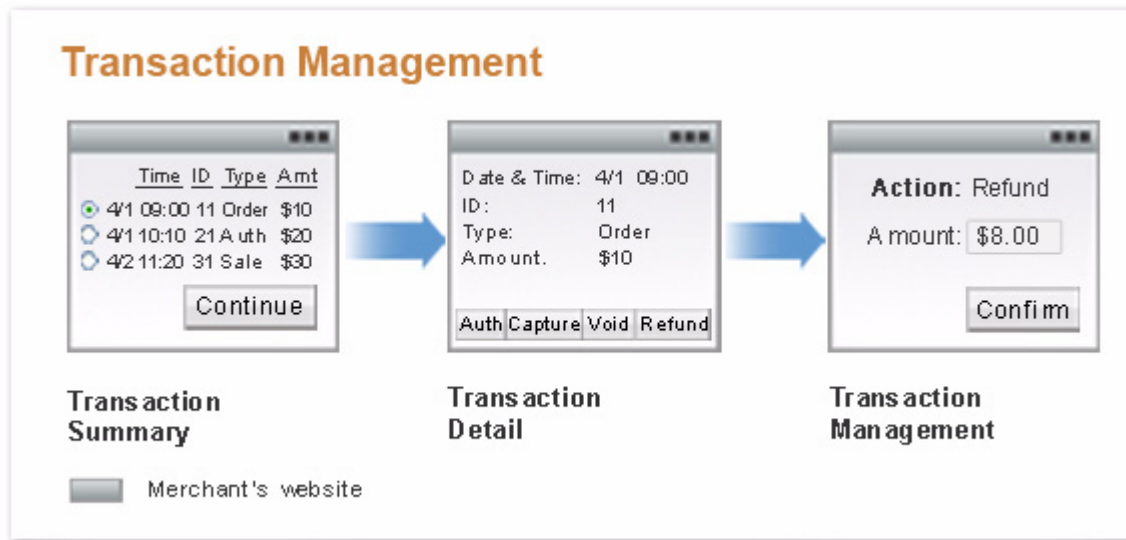 Transaction Management
Time ID Type Amt
4/1 09:00 11 Order $10
4/1 10:10 21 Auth $20
4/2 11:20 31 Sale $30
Continue
Transaction
Summary
Date & Time: 4/1 09:00
ID: 11
Type: Order
Amount. $10
Auth Capture Void Refund
Transaction
Detail
Action: Refund
Amount: $8.00
Confirm
Transaction
Management
Merchant's website